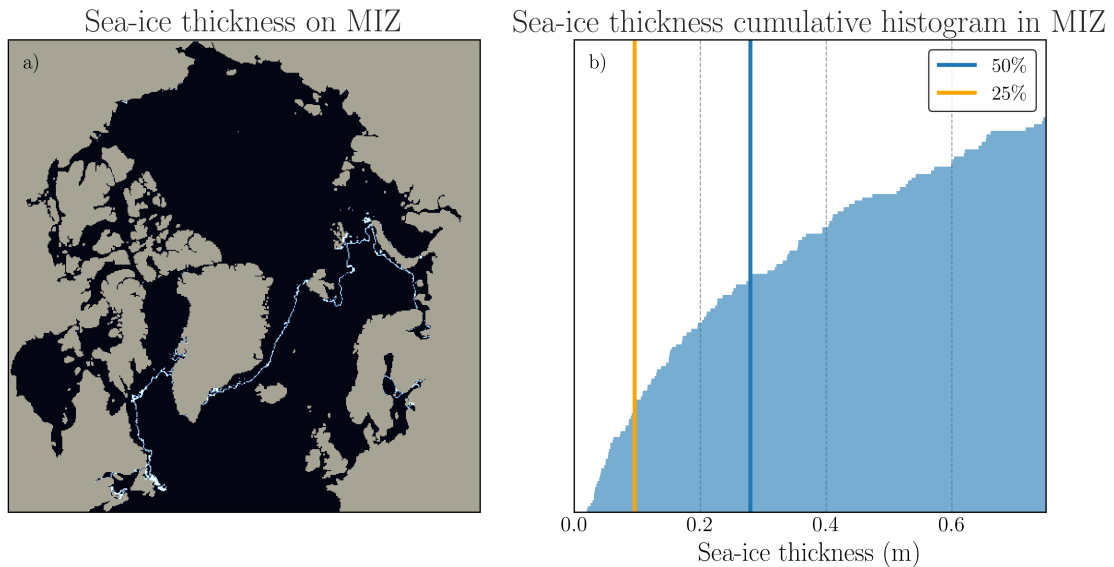 Sea-ice thickness on MIZ
a)
Sea-ice thickness cumulative histogram in MIZ
b)
50%
25%
0.0 0.2 0.4 0.6
Sea-ice thickness (m)